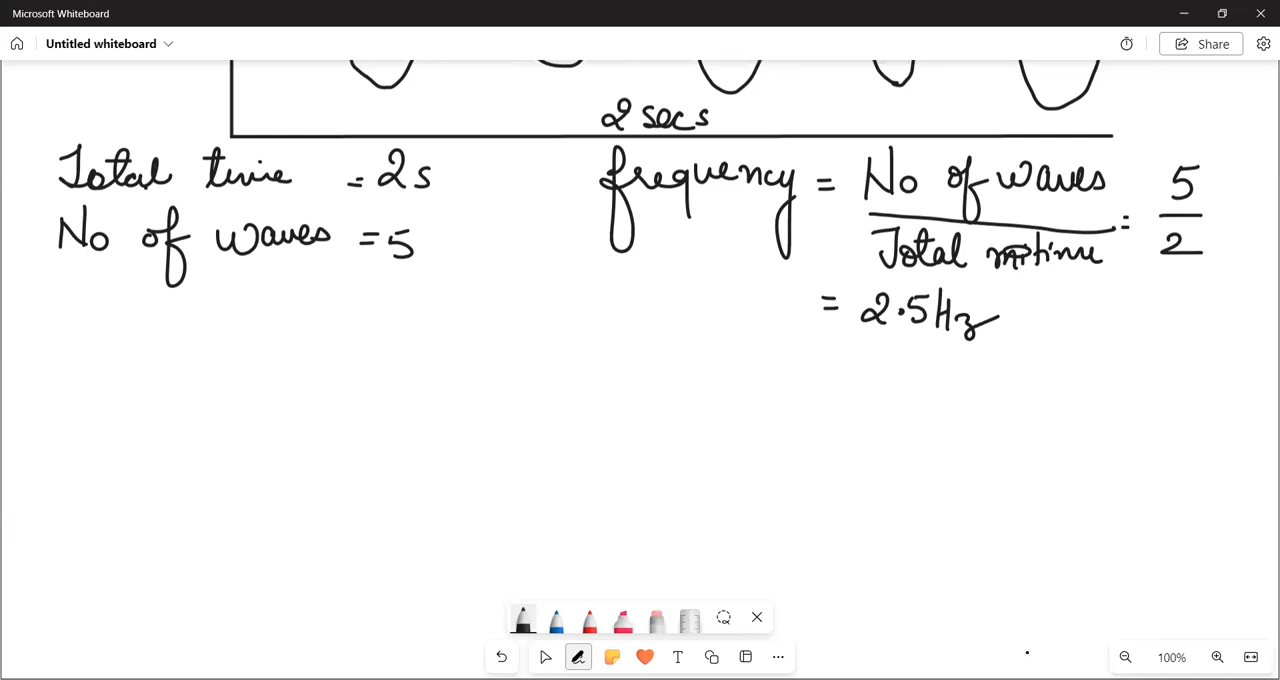 Microsoft Whiteboard
Untitled whiteboard
Share
2 secs
Total time = 2s
No of waves = 5
frequency = No of waves / Total time = 5 / 2
= 2.5 Hz
100%